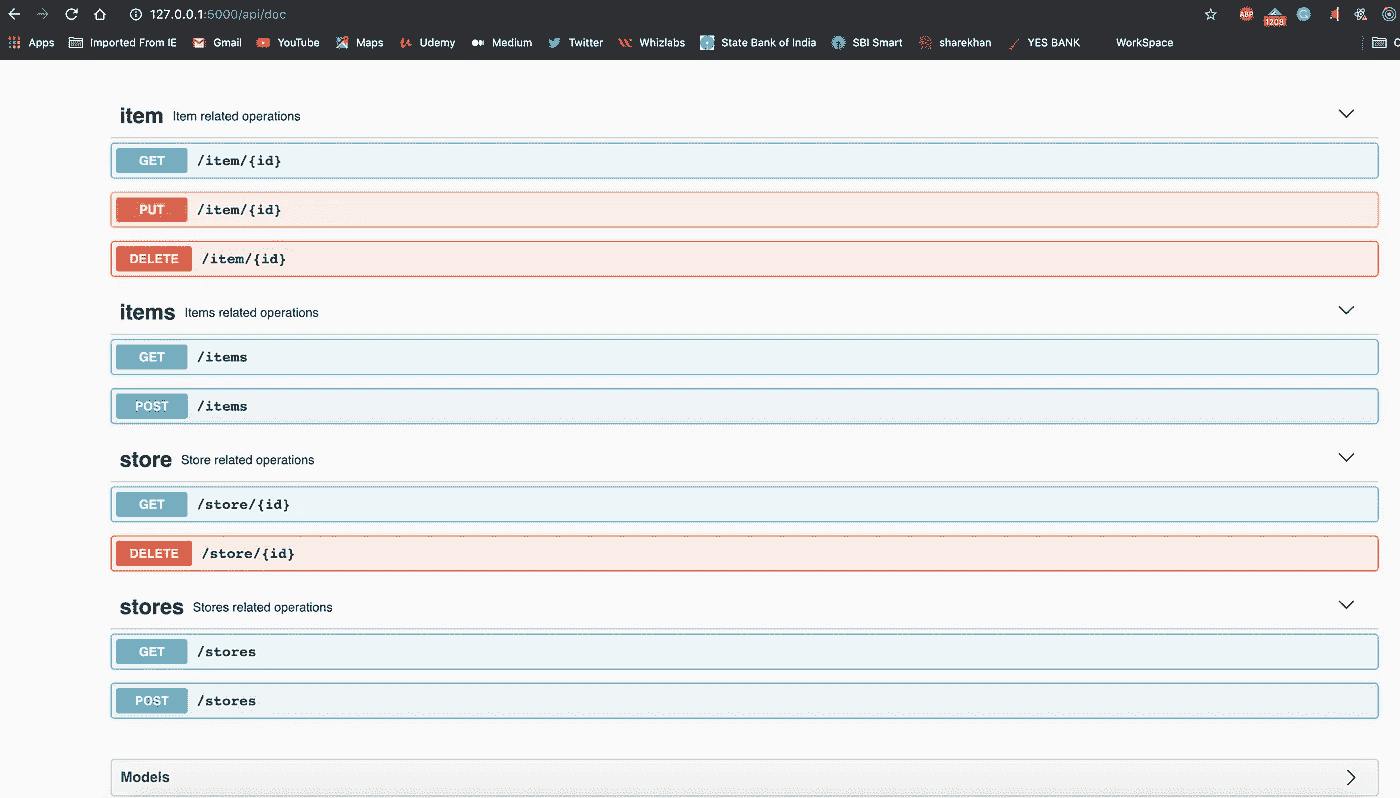 127.0.0.1:5000/api/doc
ABP
1209
Apps Imported From IE Gmail YouTube Maps Udemy Medium Twitter Whizlabs State Bank of India SBI Smart sharekhan YES BANK WorkSpace
item Item related operations
GET /item/{id}
PUT /item/{id}
DELETE /item/{id}
items Items related operations
GET /items
POST /items
store Store related operations
GET /store/{id}
DELETE /store/{id}
stores Stores related operations
GET /stores
POST /stores
Models